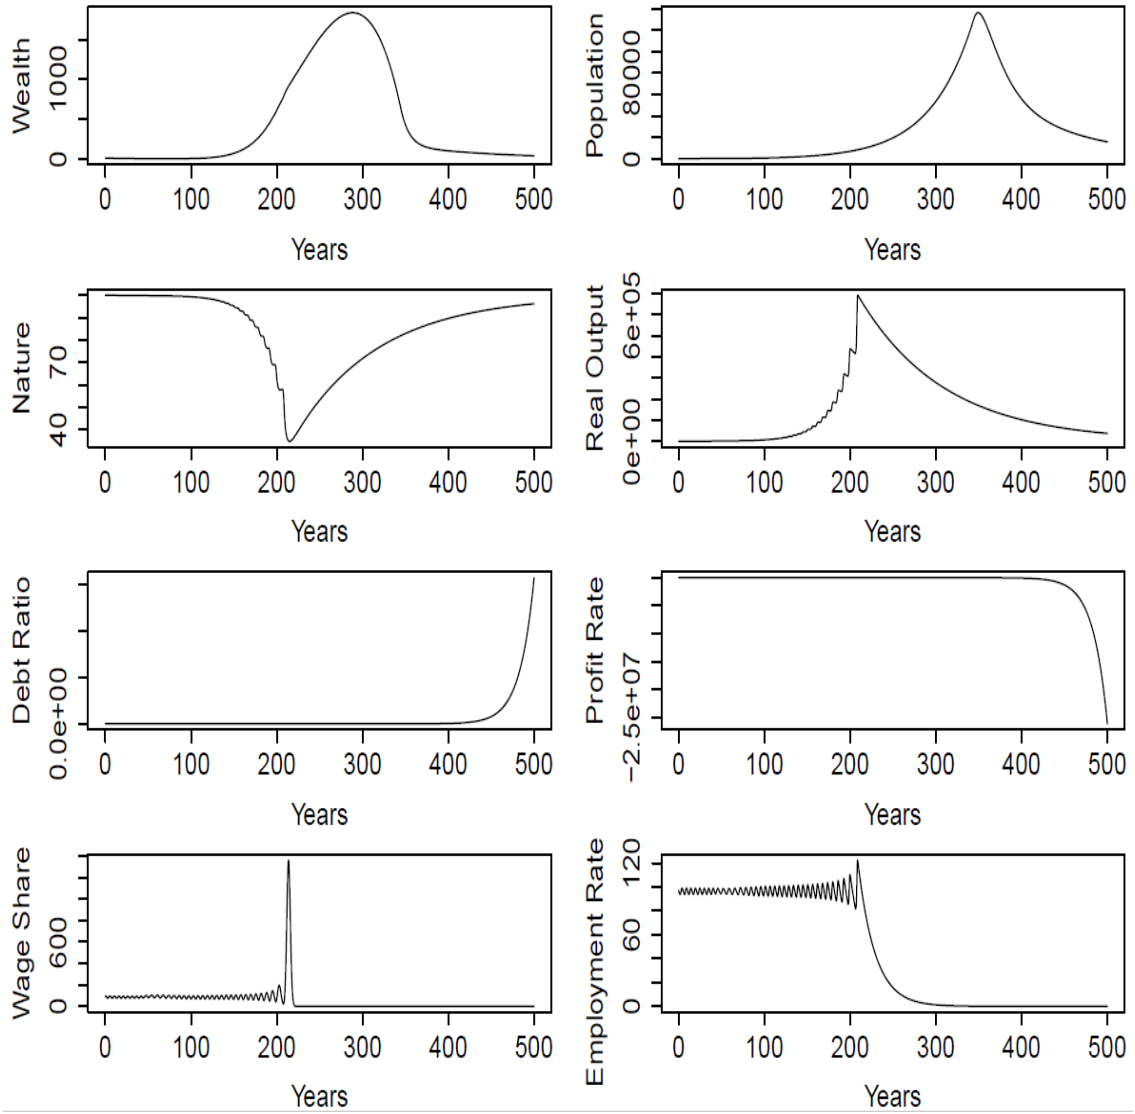 Wealth
1000
0
0 100 200 300 400 500
Years
Population
80000
0
0 100 200 300 400 500
Years
Nature
70
40
0 100 200 300 400 500
Years
Real Output
6e+05
0e+00
0 100 200 300 400 500
Years
Debt Ratio
0.0e+00
0 100 200 300 400 500
Years
Profit Rate
−2.5e+07
0 100 200 300 400 500
Years
Wage Share
600
0
0 100 200 300 400 500
Years
Employment Rate
120
60
0
0 100 200 300 400 500
Years